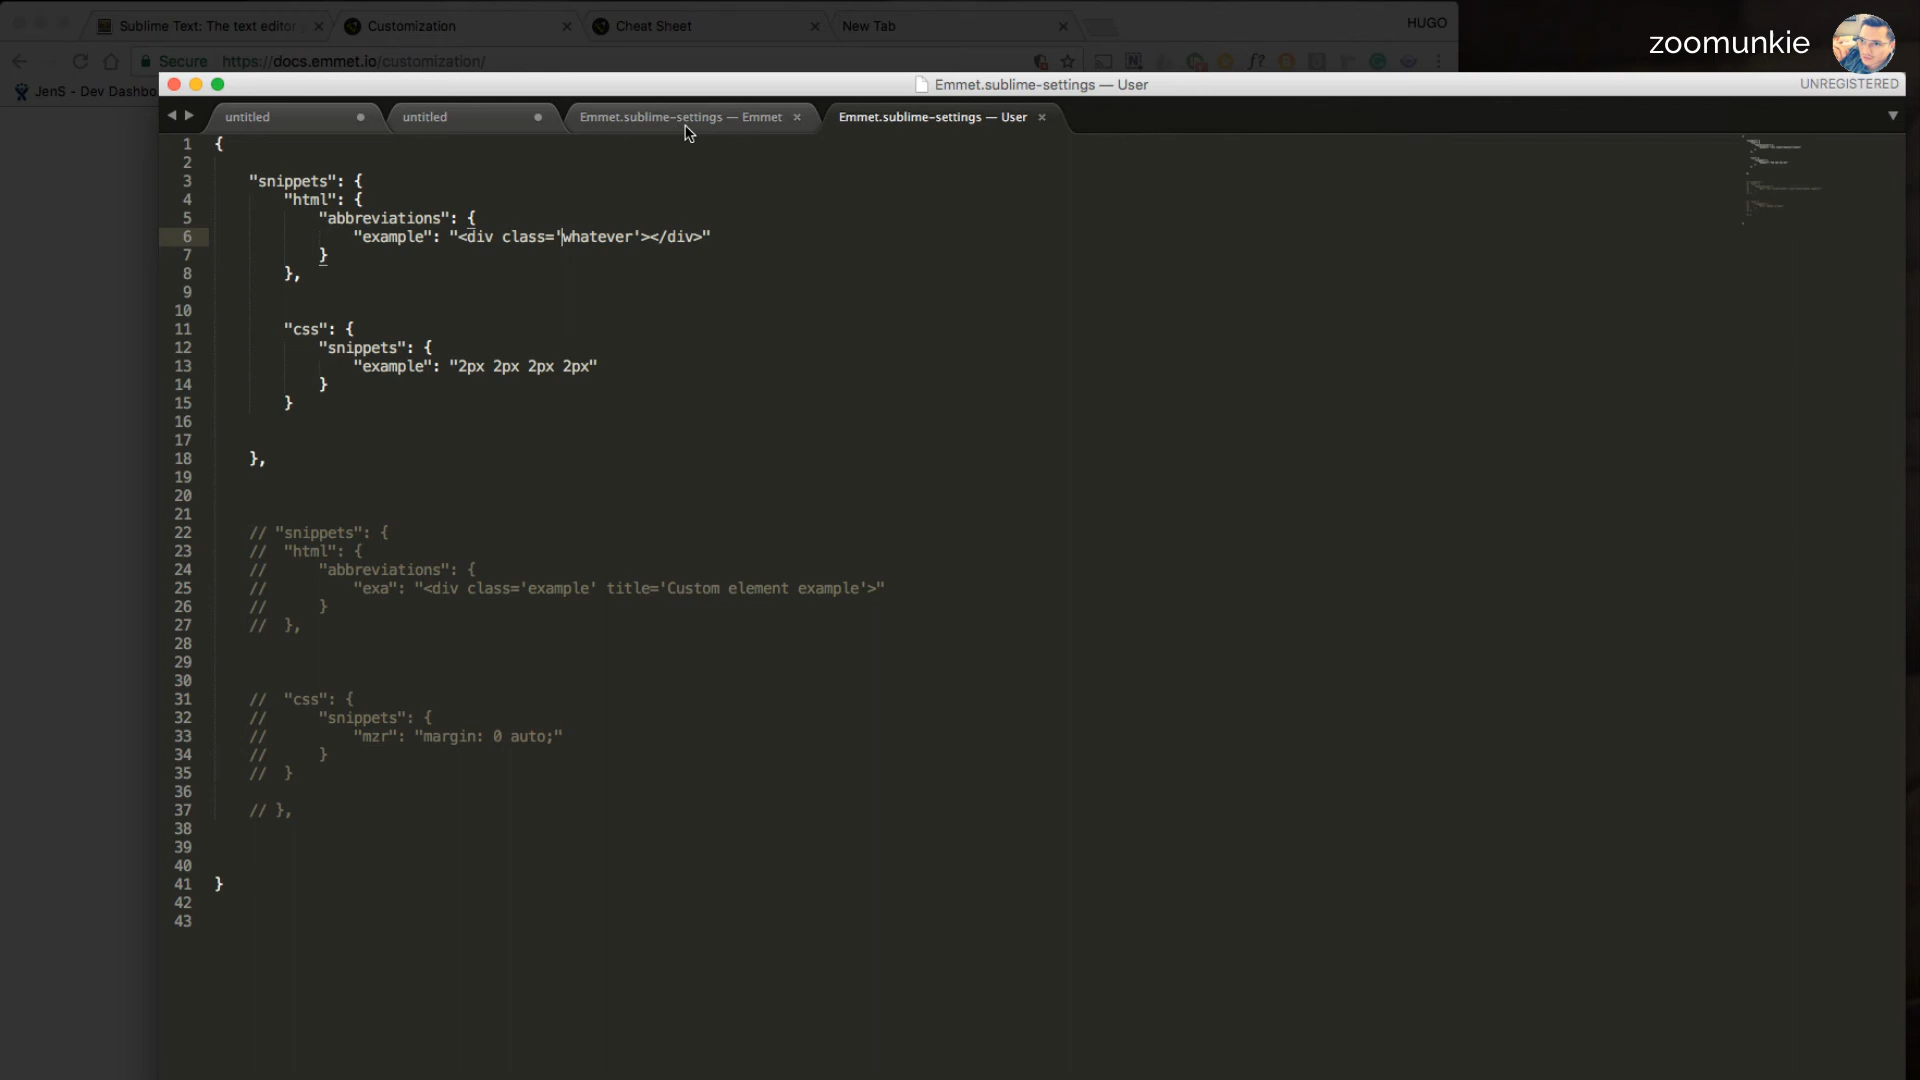 Sublime Text: The text editor
Customization
Cheat Sheet
New Tab
HUGO
zoomunkie
Secure
https://docs.emmet.io/customization/
JenS - Dev Dashbo
Emmet.sublime-settings — User
UNREGISTERED
untitled
untitled
Emmet.sublime-settings — Emmet
Emmet.sublime-settings — User
1 {
2
3 "snippets": {
4 "html": {
5 "abbreviations": {
6 "example": "<div class='whatever'></div>"
7 }
8 },
9
10
11 "css": {
12 "snippets": {
13 "example": "2px 2px 2px 2px"
14 }
15 }
16
17
18 },
19
20
21
22 // "snippets": {
23 // "html": {
24 // "abbreviations": {
25 // "exa": "<div class='example' title='Custom element example'>"
26 // }
27 // },
28
29
30
31 // "css": {
32 // "snippets": {
33 // "mzr": "margin: 0 auto;"
34 // }
35 // }
36
37 // },
38
39
40
41 }
42
43